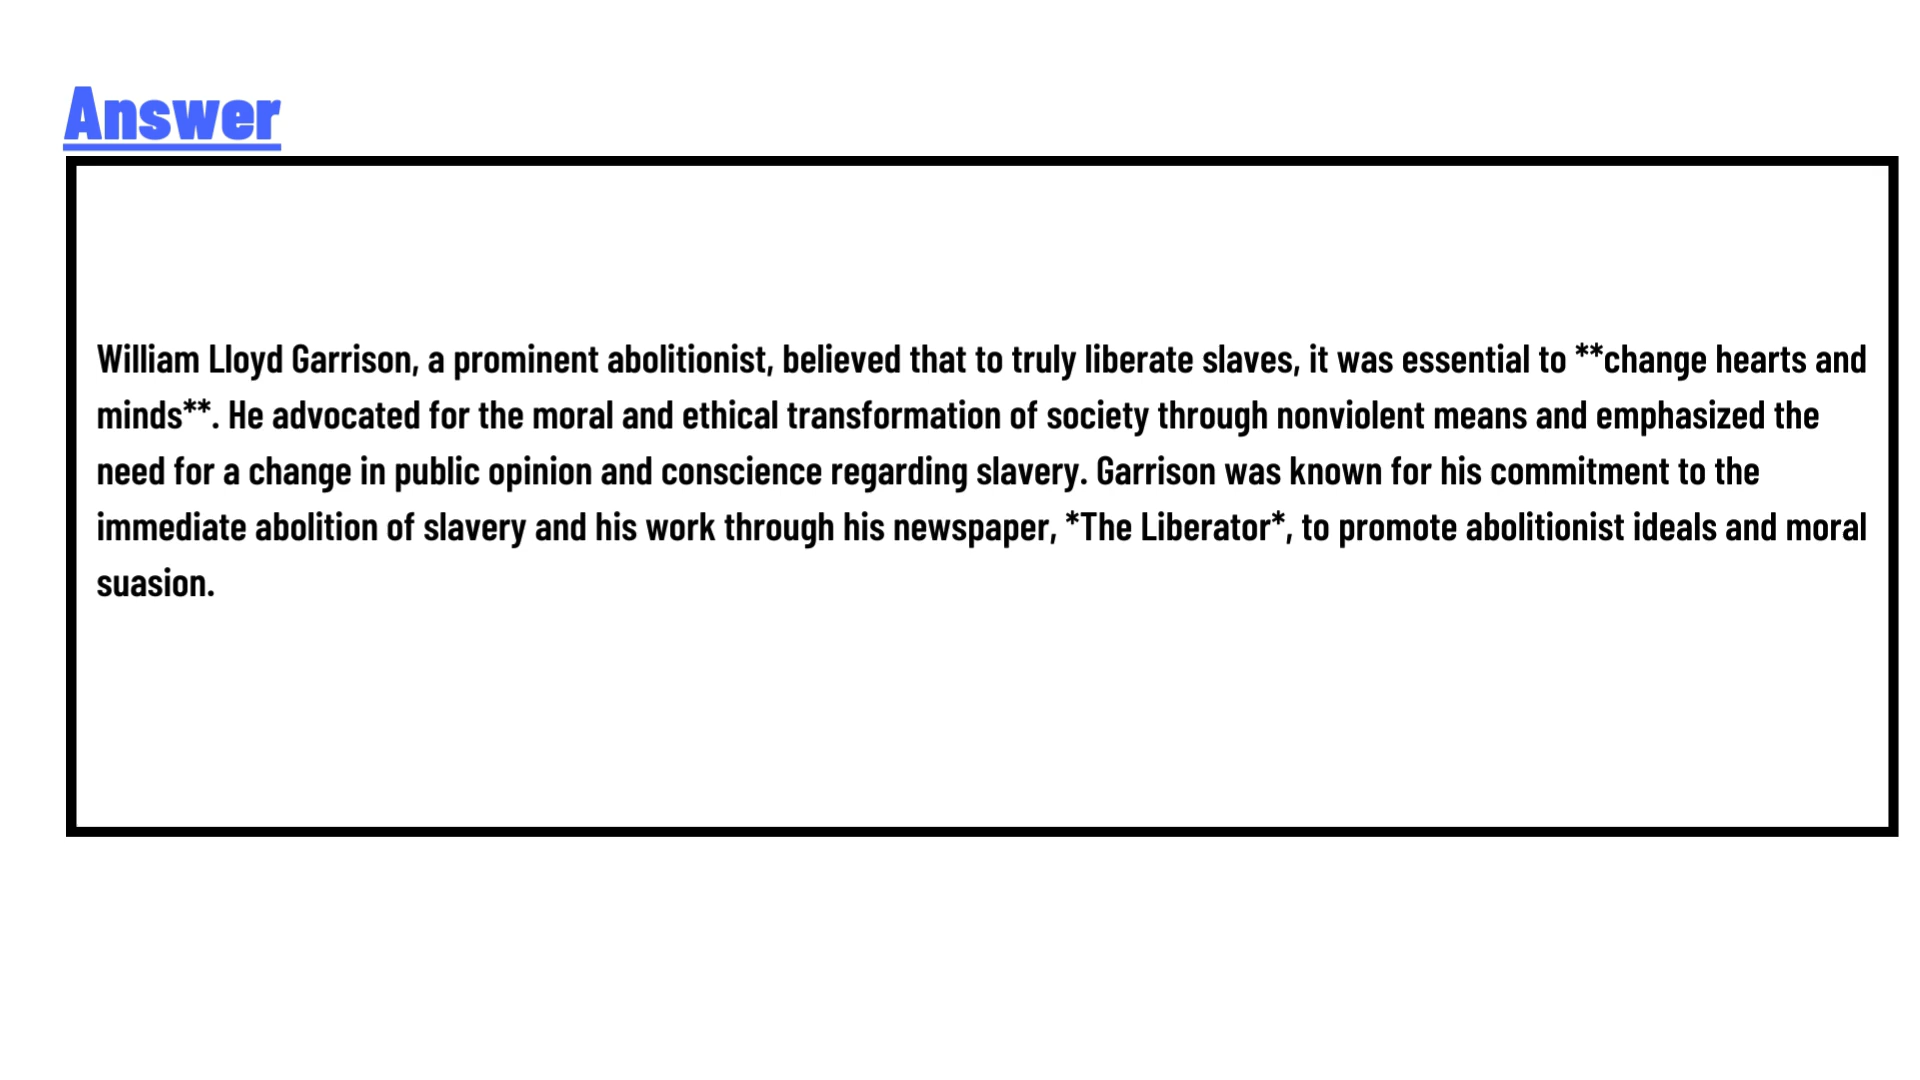 Answer
William Lloyd Garrison, a prominent abolitionist, believed that to truly liberate slaves, it was essential to **change hearts and
minds**. He advocated for the moral and ethical transformation of society through nonviolent means and emphasized the
need for a change in public opinion and conscience regarding slavery. Garrison was known for his commitment to the
immediate abolition of slavery and his work through his newspaper, *The Liberator*, to promote abolitionist ideals and moral
suasion.